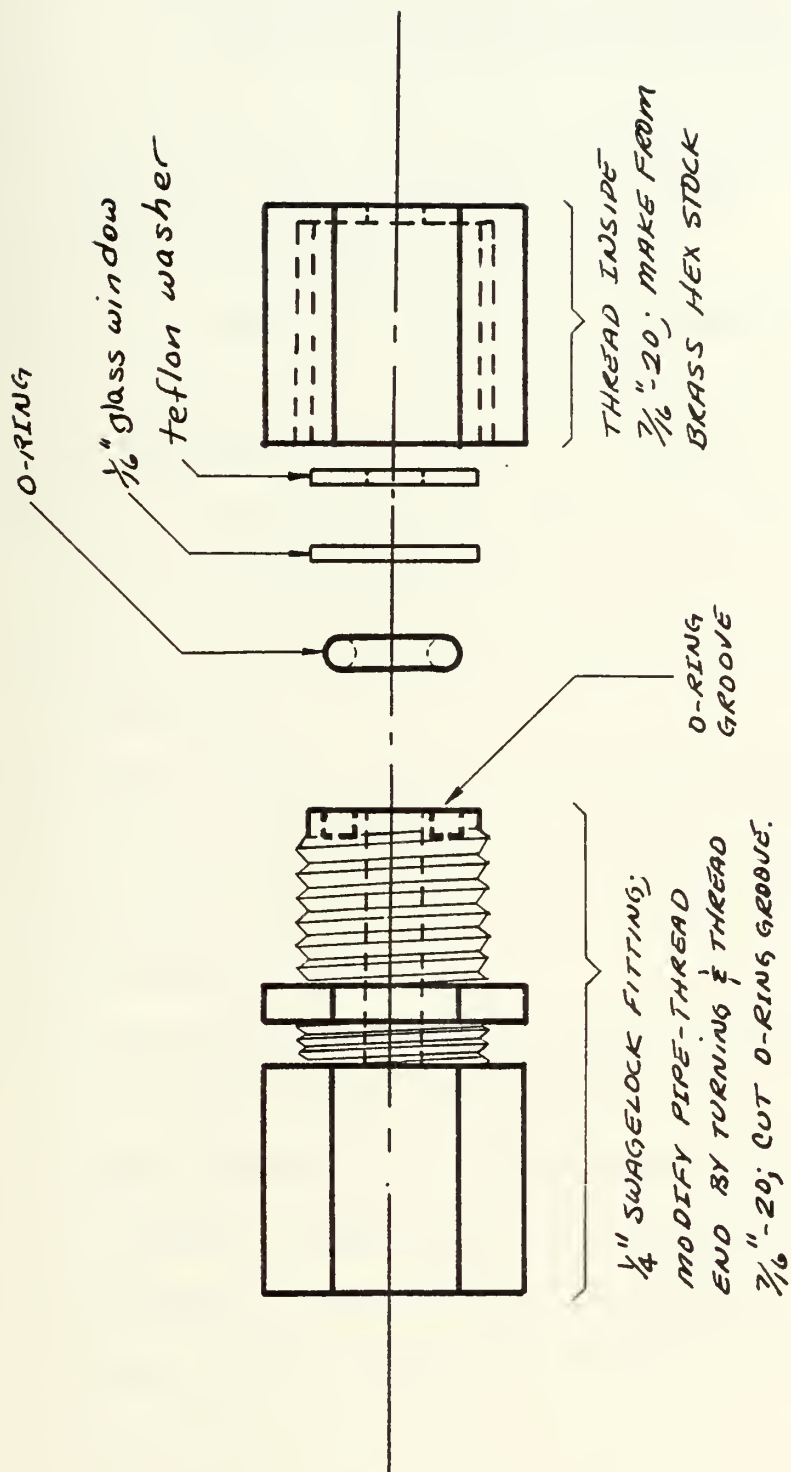 O-RING
1/16" glass window
teflon washer
THREAD INSIDE
7/16"-20; MAKE FROM
BRASS HEX STOCK
O-RING
GROOVE
1/4" SWAGELOCK FITTING;
MODIFY PIPE-THREAD
END BY TURNING & THREAD
7/16"-20; CUT O-RING GROOVE.